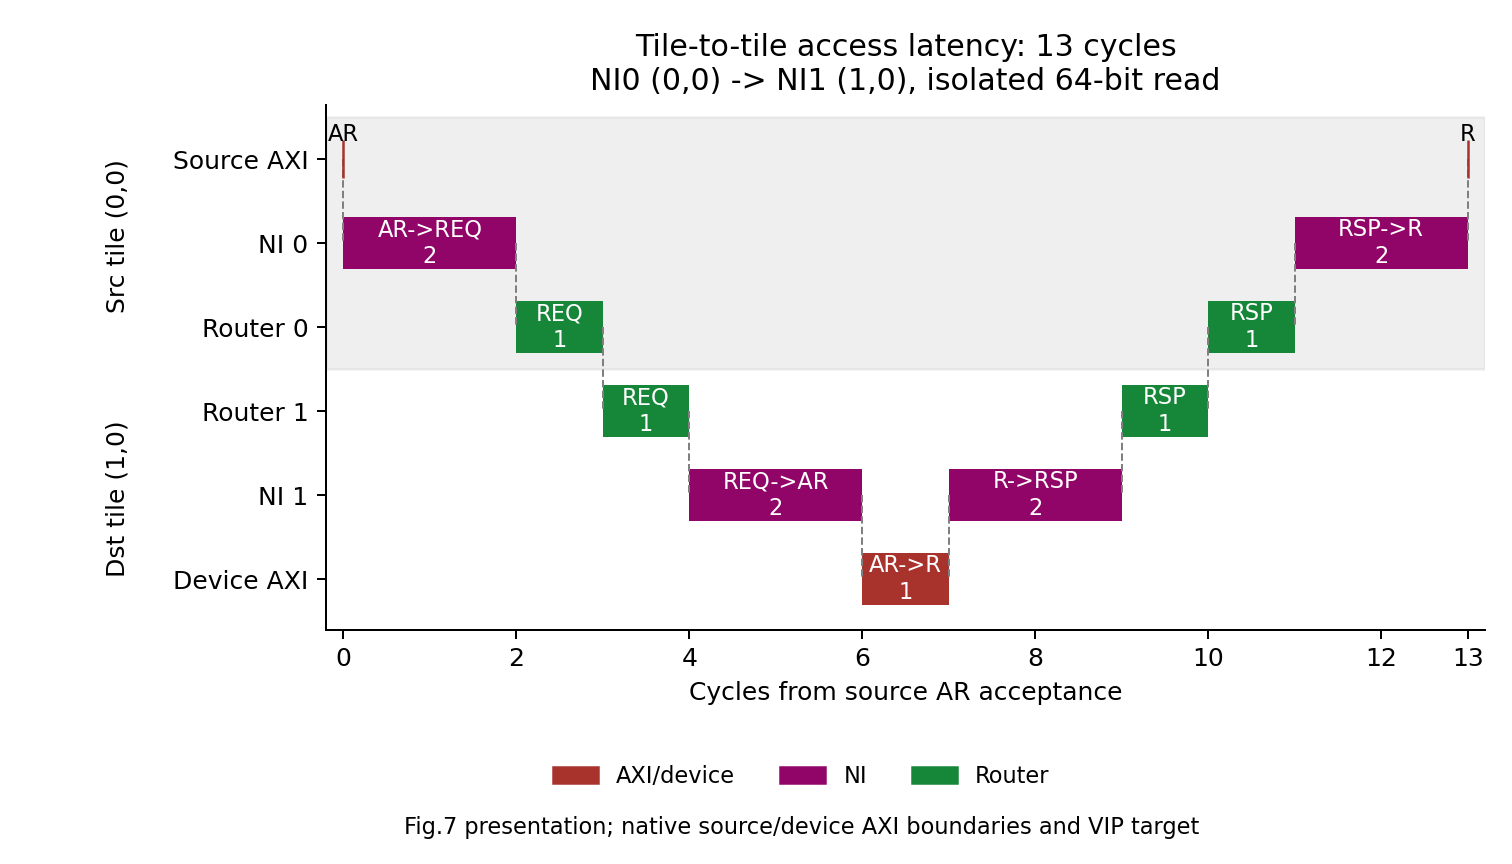 Tile-to-tile access latency: 13 cycles
NI0 (0,0) -> NI1 (1,0), isolated 64-bit read
Src tile (0,0)
Dst tile (1,0)
Source AXI
NI 0
Router 0
Router 1
NI 1
Device AXI
AR
R
AR->REQ
2
RSP->R
2
REQ
1
RSP
1
REQ
1
RSP
1
REQ->AR
2
R->RSP
2
AR->R
1
0 2 4 6 8 10 12 13
Cycles from source AR acceptance
AXI/device NI Router
Fig.7 presentation; native source/device AXI boundaries and VIP target